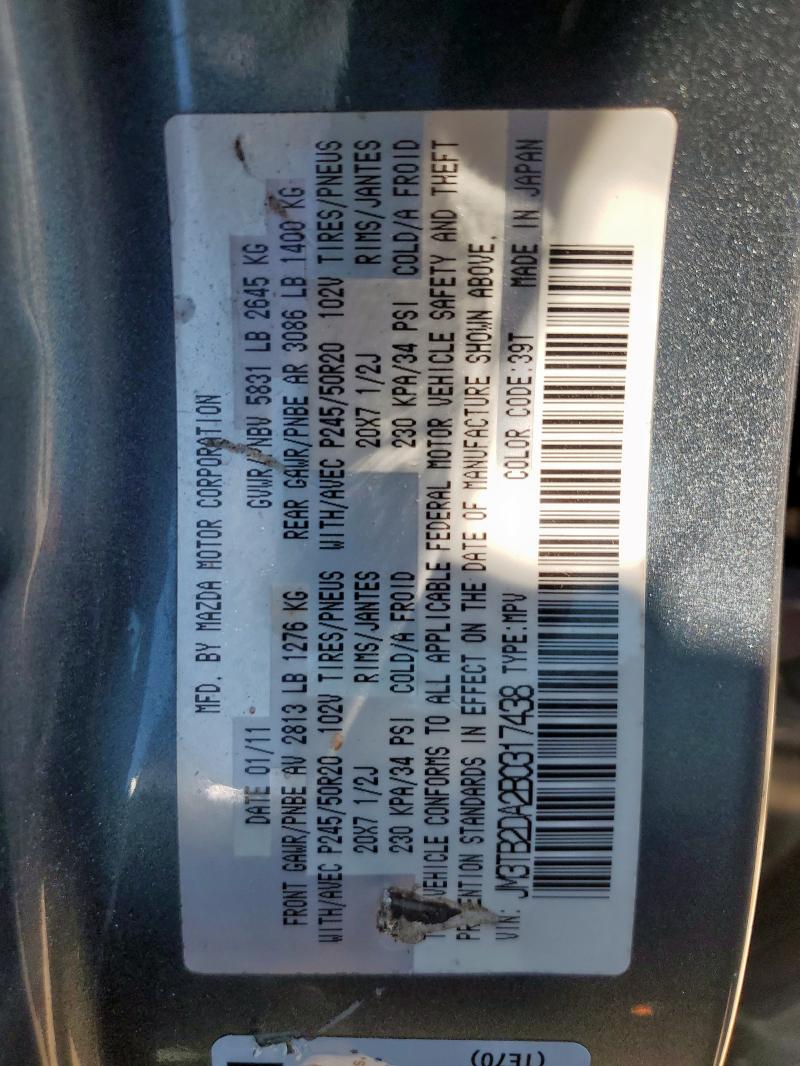 MFD. BY MAZDA MOTOR CORPORATION
DATE 01/11 GVWR/PNBV 5831 LB 2645 KG
FRONT GAWR/PNBE AV 2813 LB 1276 KG REAR GAWR/PNBE AR 3086 LB 1400 KG
WITH/AVEC P245/50R20 102V TIRES/PNEUS WITH/AVEC P245/50R20 102V TIRES/PNEUS
20X7 1/2J RIMS/JANTES 20X7 1/2J RIMS/JANTES
230 KPA/34 PSI COLD/A FROID 230 KPA/34 PSI COLD/A FROID
VEHICLE CONFORMS TO ALL APPLICABLE FEDERAL MOTOR VEHICLE SAFETY AND THEFT
STANDARDS IN EFFECT ON THE DATE OF MANUFACTURE SHOWN ABOVE.
VIN: JM3TB2DA2B0317438 TYPE:MPV COLOR CODE:39T MADE IN JAPAN
(7E70)